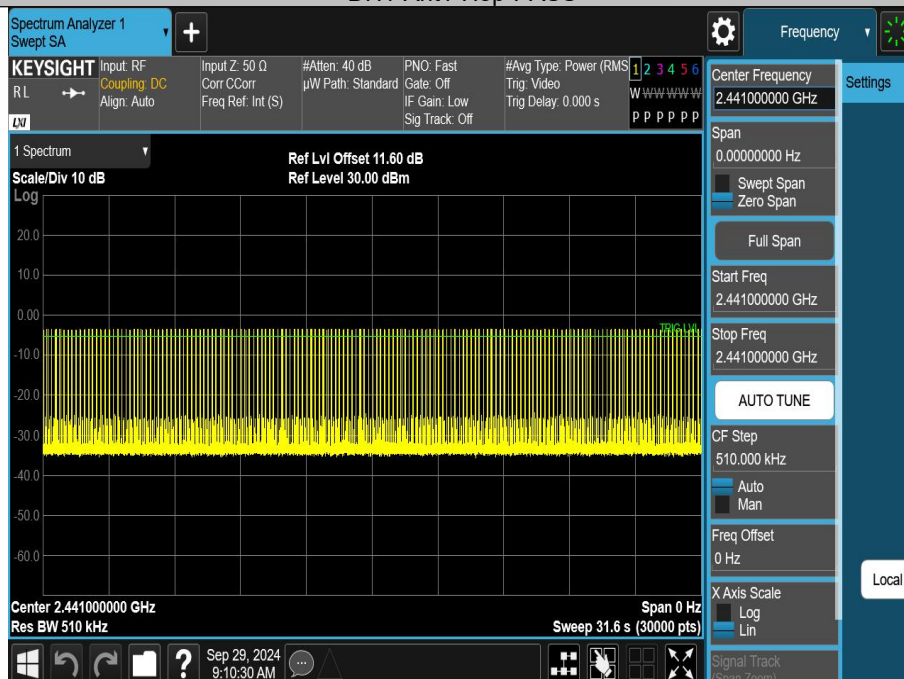 Spectrum Analyzer 1
Swept SA
+
Frequency
KEYSIGHT
R L
LXI
Input: RF
Coupling: DC
Align: Auto
Input Z: 50 Ω
Corr CCorr
Freq Ref: Int (S)
#Atten: 40 dB
µW Path: Standard
PNO: Fast
Gate: Off
IF Gain: Low
Sig Track: Off
#Avg Type: Power (RMS
Trig: Video
Trig Delay: 0.000 s
1 2 3 4 5 6
W W W W W W
P P P P P P
Center Frequency
2.441000000 GHz
Settings
1 Spectrum
Scale/Div 10 dB
Ref Lvl Offset 11.60 dB
Ref Level 30.00 dBm
Span
0.00000000 Hz
Swept Span
Zero Span
Full Span
Start Freq
2.441000000 GHz
Stop Freq
2.441000000 GHz
AUTO TUNE
CF Step
510.000 kHz
Auto
Man
Freq Offset
0 Hz
X Axis Scale
Log
Lin
Signal Track
(Span Zoom)
Local
Log
20.0
10.0
0.00
-10.0
-20.0
-30.0
-40.0
-50.0
-60.0
TRIG LVL
Center 2.441000000 GHz
Res BW 510 kHz
Span 0 Hz
Sweep 31.6 s (30000 pts)
?
Sep 29, 2024
9:10:30 AM